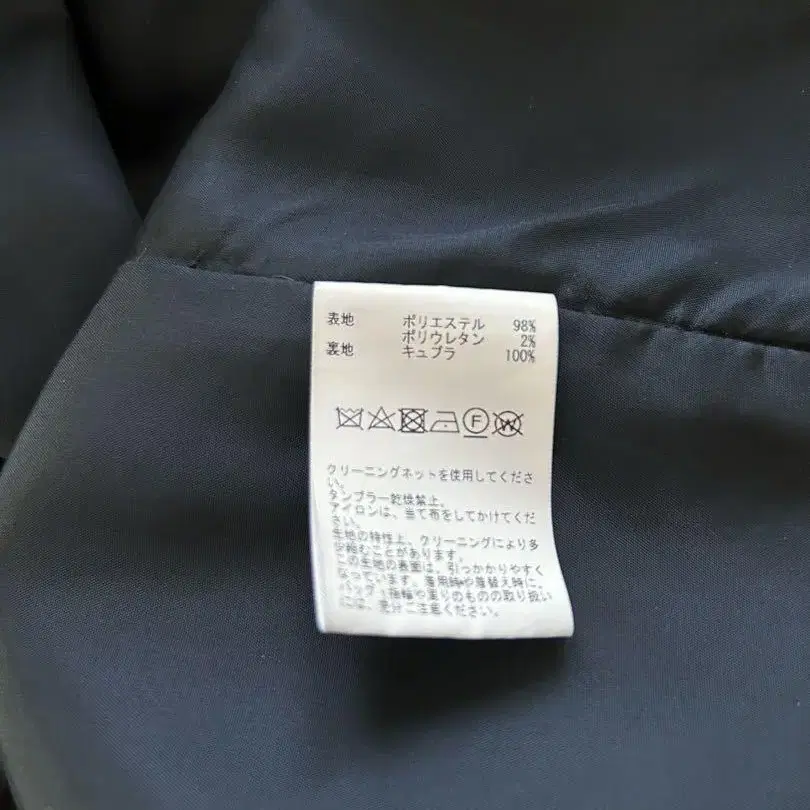 表地 ポリエステル 98%
ポリウレタン 2%
裏地 キュプラ 100%
F W
クリーニングネットを使用してくださ
い。
タンブラー乾燥禁止。
アイロンは、当て布をしてかけてくだ
さい。
生地の特性上、クリーニングにより多
少縮むことがあります。
この生地の表面は、引っかかりやすく
なっています。着用時や着替え時に、
バッグ・指輪や周りのものの取り扱い
には、充分ご注意ください。